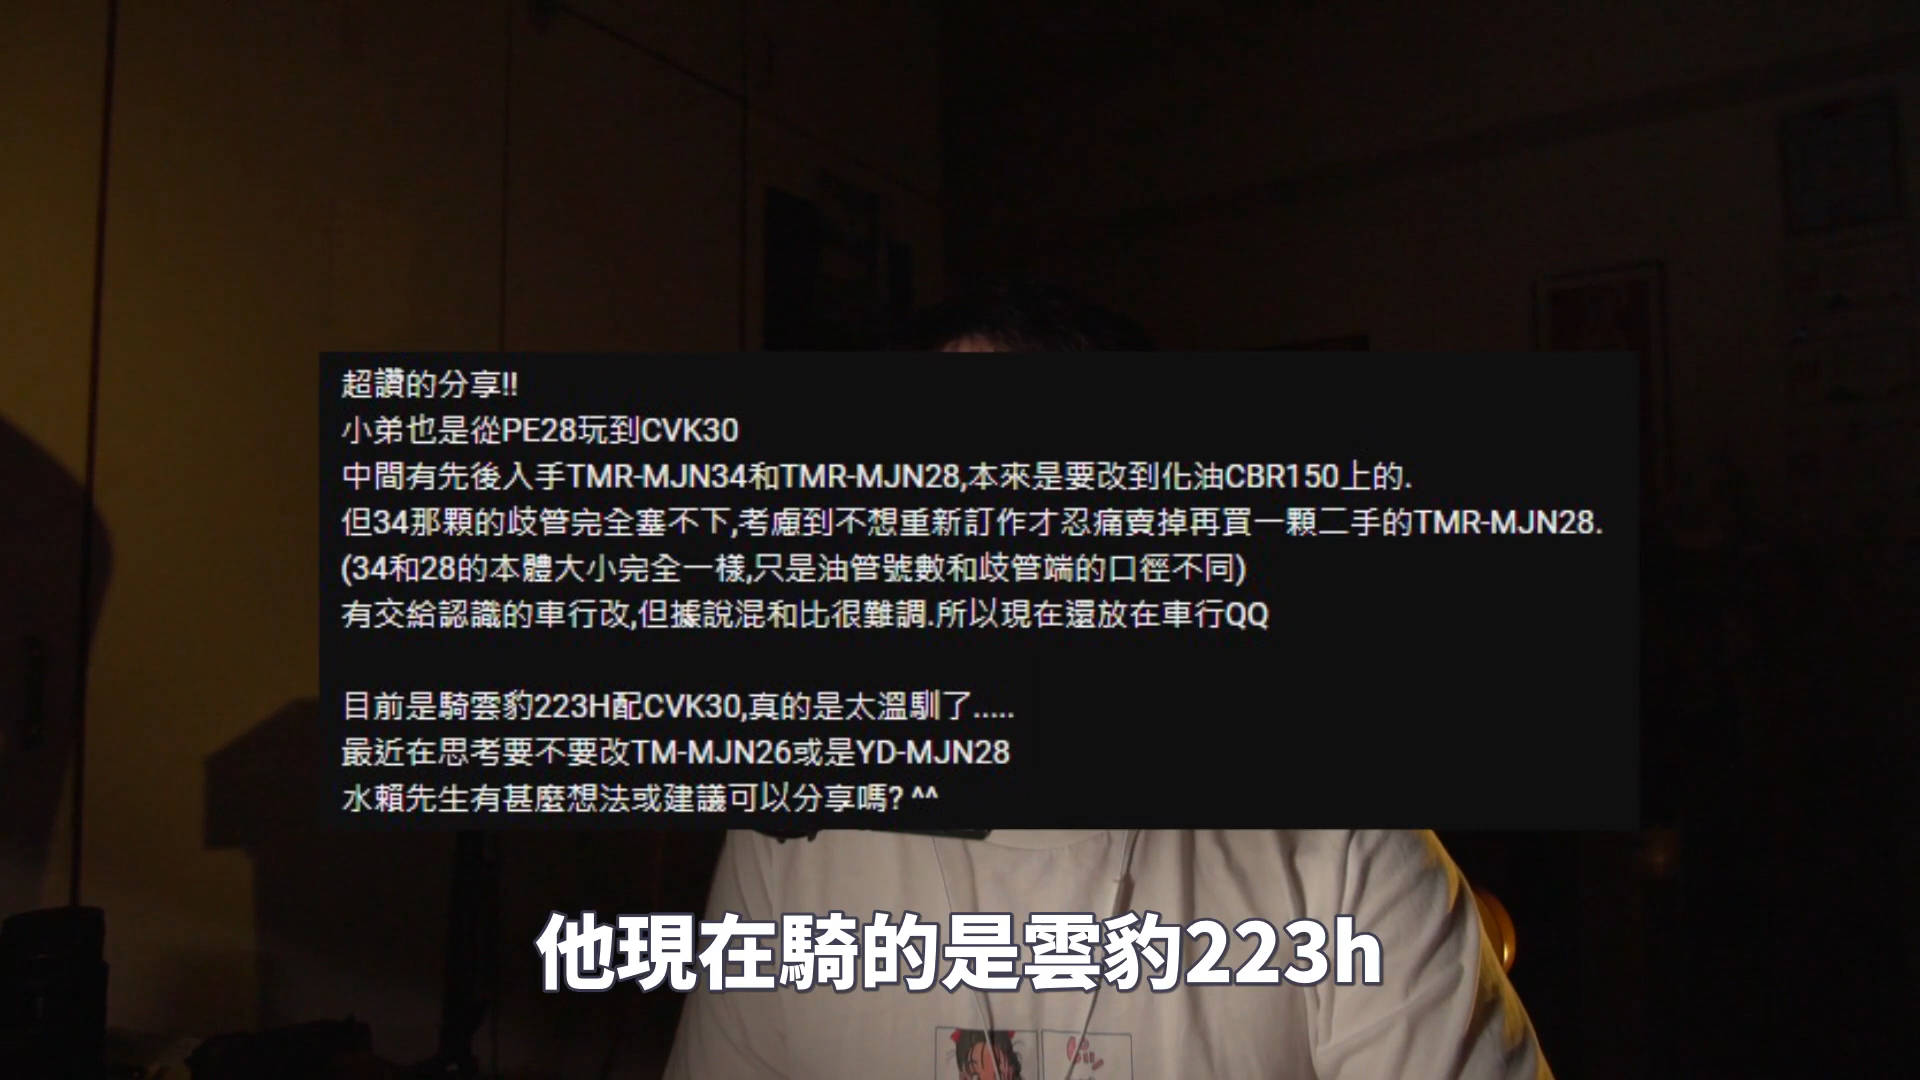 超讚的分享!!
小弟也是從PE28玩到CVK30
中間有先後入手TMR-MJN34和TMR-MJN28,本來是要改到化油CBR150上的.
但34那顆的歧管完全塞不下,考慮到不想重新訂作才忍痛賣掉再買一顆二手的TMR-MJN28.
(34和28的本體大小完全一樣,只是油管號數和歧管端的口徑不同)
有交給認識的車行改,但據說混和比很難調.所以現在還放在車行QQ
目前是騎雲豹223H配CVK30,真的是太溫馴了.....
最近在思考要不要改TM-MJN26或是YD-MJN28
水賴先生有甚麼想法或建議可以分享嗎? ^^
他現在騎的是雲豹223h